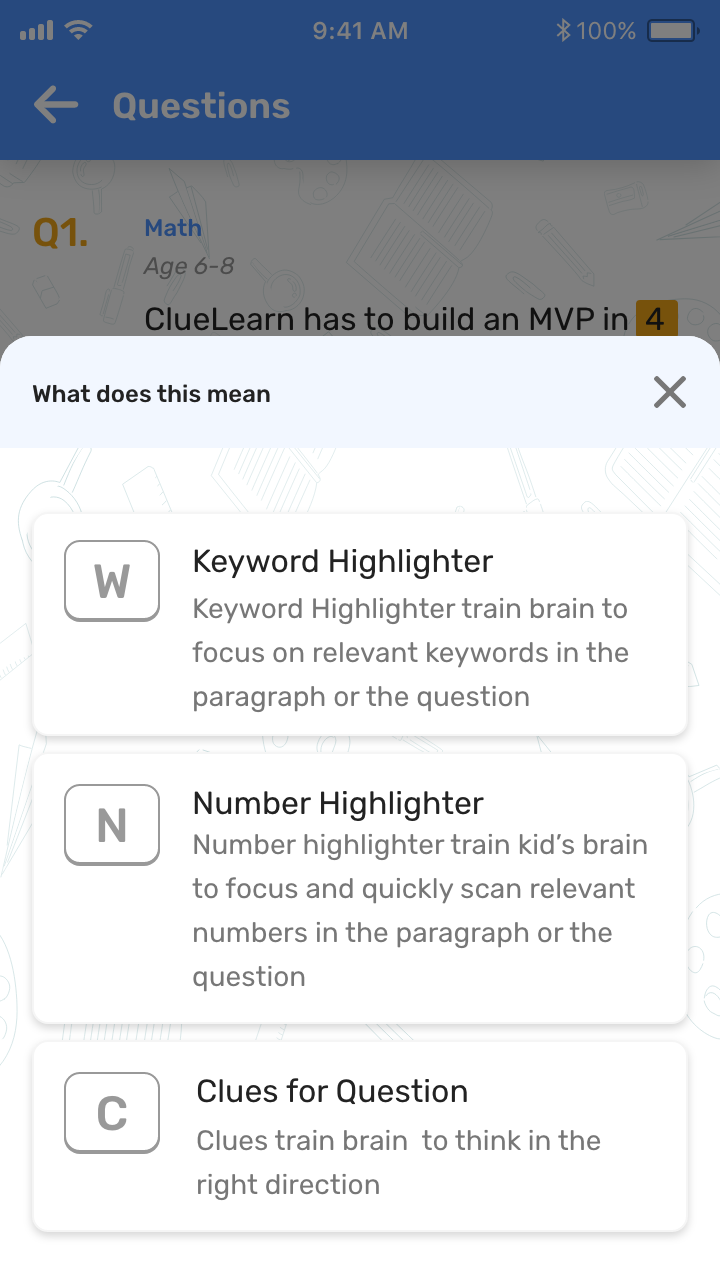 9:41 AM
100%
Questions
Q1.
Math
Age 6-8
ClueLearn has to build an MVP in 4
What does this mean
W
Keyword Highlighter
Keyword Highlighter train brain to
focus on relevant keywords in the
paragraph or the question
N
Number Highlighter
Number highlighter train kid’s brain
to focus and quickly scan relevant
numbers in the paragraph or the
question
C
Clues for Question
Clues train brain  to think in the
right direction